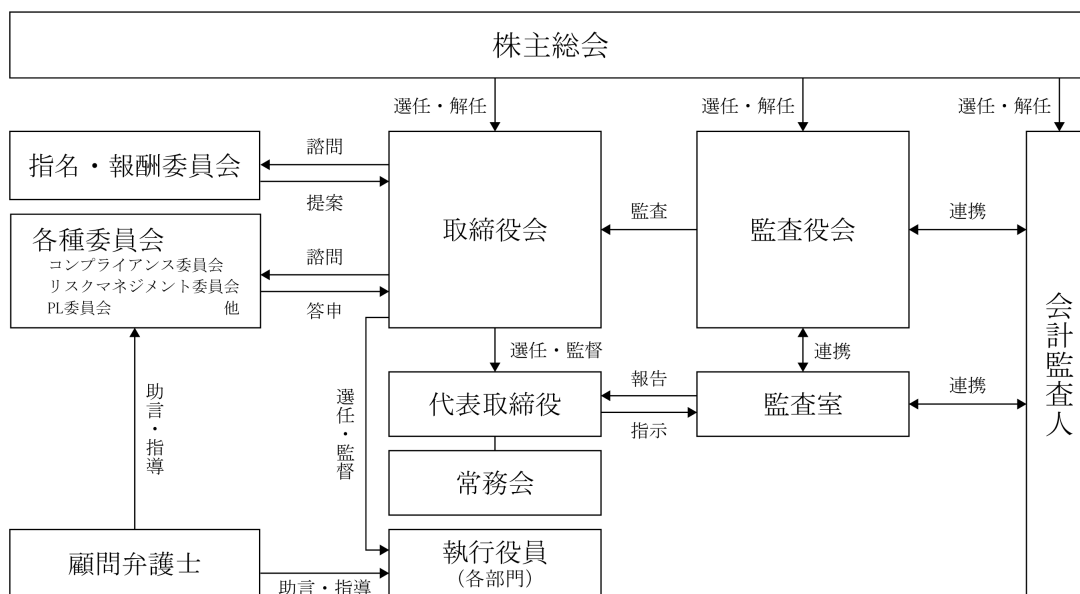 株主総会
選任・解任
選任・解任
選任・解任
指名・報酬委員会
諮問
提案
取締役会
監査
監査役会
連携
各種委員会
コンプライアンス委員会
リスクマネジメント委員会
PL委員会 他
諮問
答申
選任・監督
連携
会計監査人
助言・指導
選任・監督
代表取締役
報告
指示
監査室
連携
常務会
顧問弁護士
助言・指導
執行役員
（各部門）